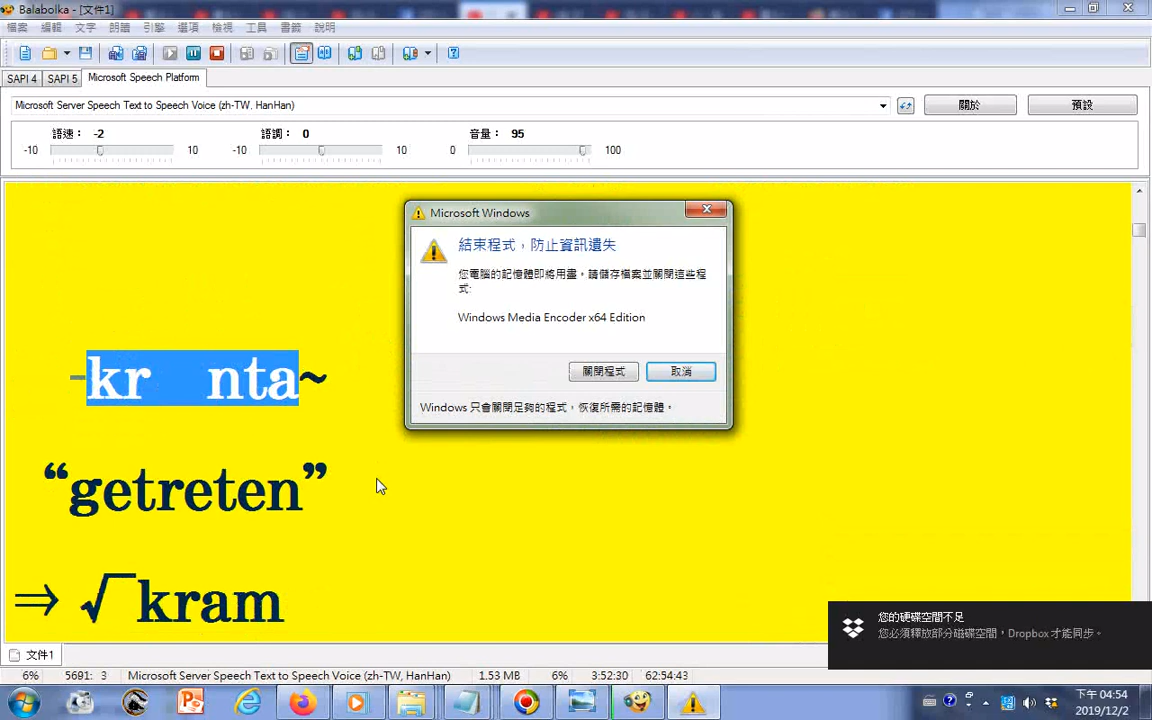 Balabolka - [文件1]
檔案 編輯 文字 朗讀 引擎 選項 檢視 工具 書籤 說明
SAPI 4 SAPI 5 Microsoft Speech Platform
Microsoft Server Speech Text to Speech Voice (zh-TW, HanHan) 關於 預設
語速： -2 語調： 0 音量： 95
-10 10 -10 10 0 100
Microsoft Windows
結束程式，防止資訊遺失
您電腦的記憶體即將用盡。請儲存檔案並關閉這些程
式:
Windows Media Encoder x64 Edition
關閉程式 取消
Windows 只會關閉足夠的程式，恢復所需的記憶體。
-kr nta~
“getreten”
⇒ √kram
您的硬碟空間不足
您必須釋放部分磁碟空間，Dropbox 才能同步。
文件1
6% 5691: 3 Microsoft Server Speech Text to Speech Voice (zh-TW, HanHan) 1.53 MB 6% 3:52:30 62:54:43
下午 04:54
2019/12/2